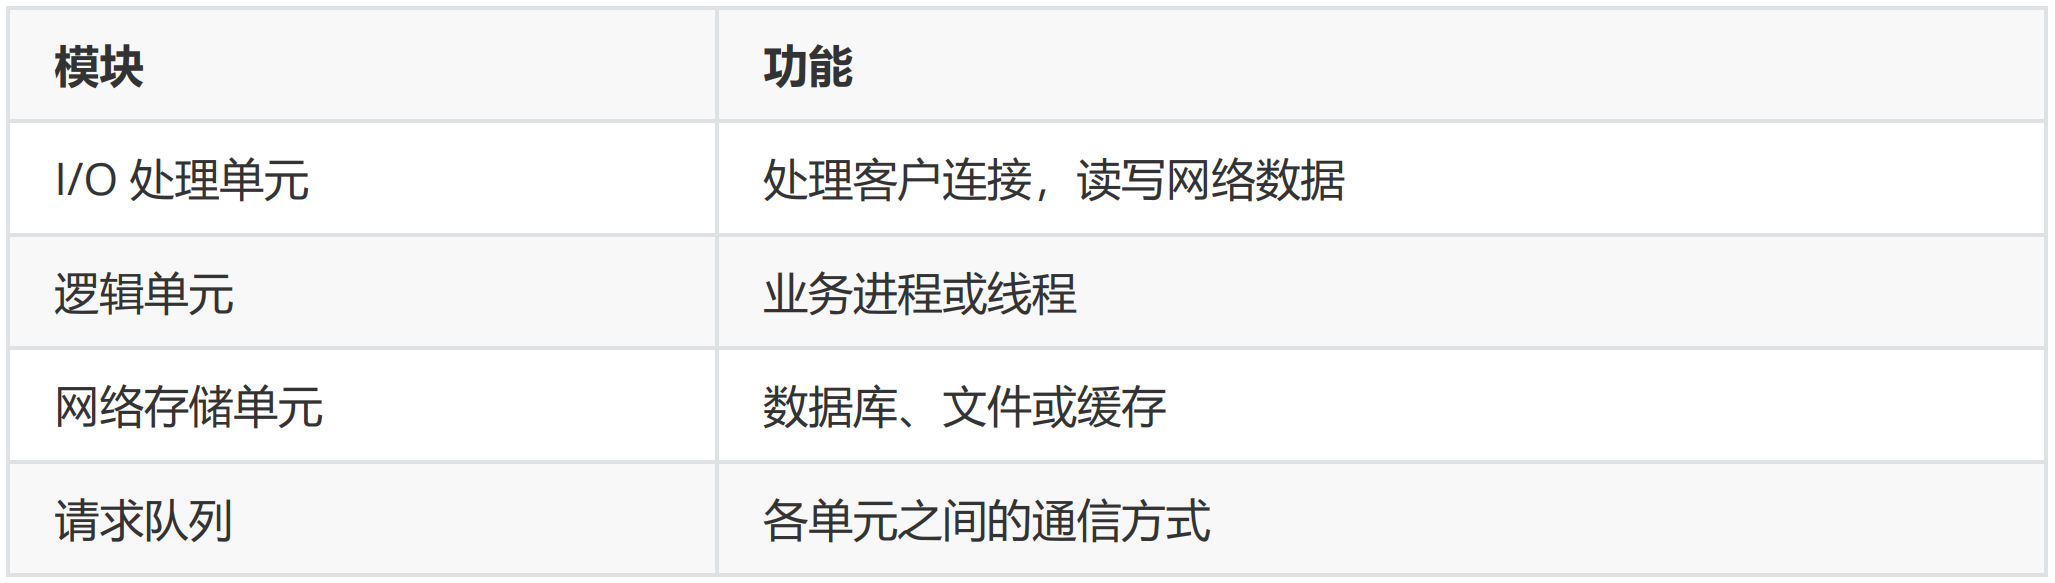 模块 功能
I/O 处理单元 处理客户连接，读写网络数据
逻辑单元 业务进程或线程
网络存储单元 数据库、文件或缓存
请求队列 各单元之间的通信方式